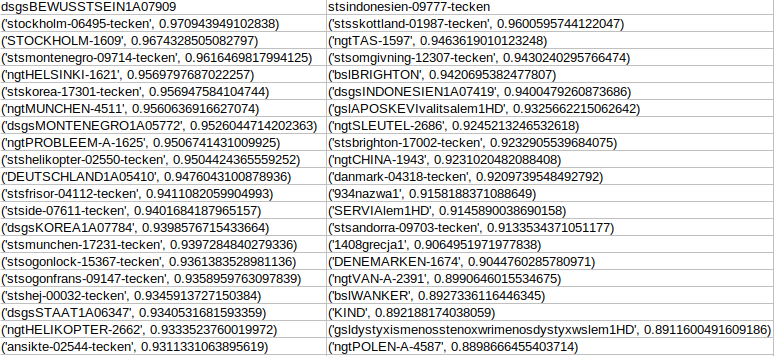 dsgsBEWUSSTSEIN1A07909	stsindonesien-09777-tecken
('stockholm-06495-tecken', 0.970943949102838)	('stsskottland-01987-tecken', 0.9600595744122047)
('STOCKHOLM-1609', 0.9674328505082797)	('ngtTAS-1597', 0.9463619010123248)
('stsmontenegro-09714-tecken', 0.9616469817994125)	('stsomgivning-12307-tecken', 0.9430240295766474)
('ngtHELSINKI-1621', 0.9569797687022257)	('bslBRIGHTON', 0.9420695382477807)
('stskorea-17301-tecken', 0.956947584104744)	('dsgsINDONESIEN1A07419', 0.9400479260873686)
('ngtMUNCHEN-4511', 0.9560636916627074)	('gslAPOSKEVIvalitsalem1HD', 0.9325662215062642)
('dsgsMONTENEGRO1A05772', 0.9526044714202363)	('ngtSLEUTEL-2686', 0.9245213246532618)
('ngtPROBLEEM-A-1625', 0.9506741431009925)	('stsbrighton-17002-tecken', 0.9232905539684075)
('stshelikopter-02550-tecken', 0.9504424365559252)	('ngtCHINA-1943', 0.9231020482088408)
('DEUTSCHLAND1A05410', 0.9476043100878936)	('danmark-04318-tecken', 0.9209739548492792)
('stsfrisor-04112-tecken', 0.9411082059904993)	('934nazwa1', 0.9158188371088649)
('stside-07611-tecken', 0.9401684187965157)	('SERVIAlem1HD', 0.9145890038690158)
('dsgsKOREA1A07784', 0.9398576715433664)	('stsandorra-09703-tecken', 0.9133534371051177)
('stsmunchen-17231-tecken', 0.9397284840279336)	('1408grecja1', 0.9064951971977838)
('stsogonlock-15367-tecken', 0.9361383528981136)	('DENEMARKEN-1674', 0.9044760285780971)
('stsogonfrans-09147-tecken', 0.9358959763097839)	('ngtVAN-A-2391', 0.8990646015534675)
('stshej-00032-tecken', 0.9345913727150384)	('bslWANKER', 0.8927336116446345)
('dsgsSTAAT1A06347', 0.9340531681593359)	('KIND', 0.892188174038059)
('ngtHELIKOPTER-2662', 0.9333523760019972)	('gsldystyxismenosstenoxwrimenosdystyxwslem1HD', 0.8911600491609186)
('ansikte-02544-tecken', 0.9311331063895619)	('ngtPOLEN-A-4587', 0.8898666455403714)